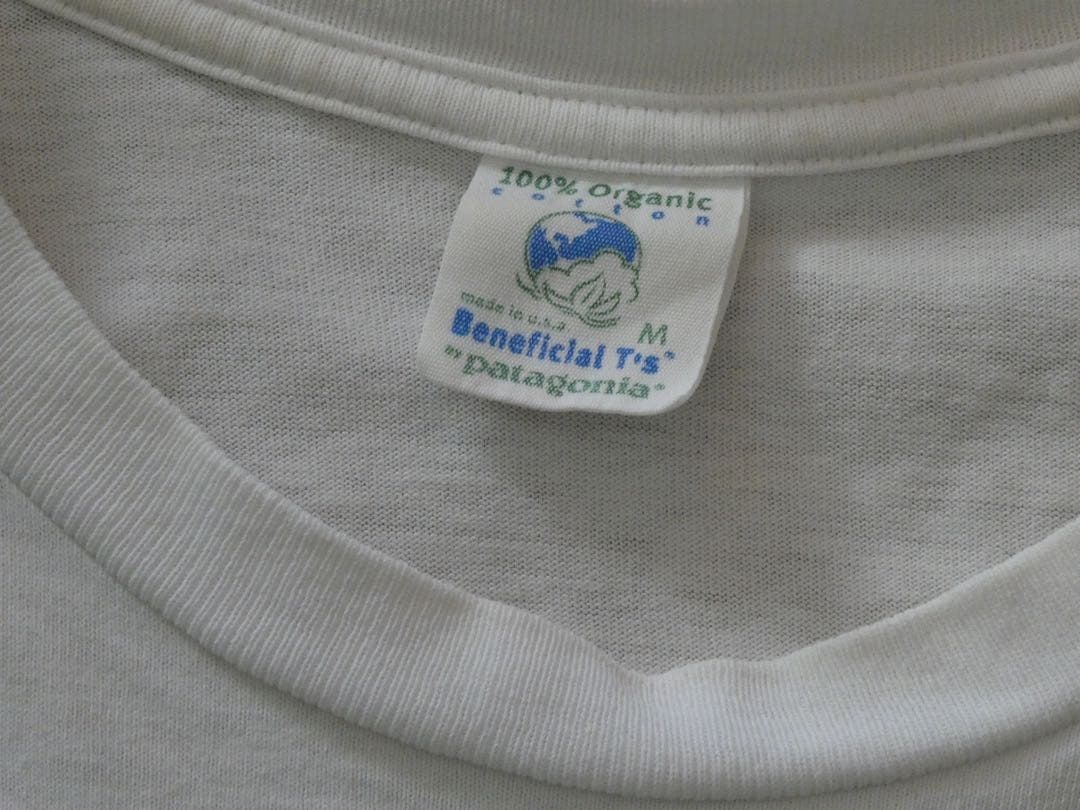 100% Organic
cotton
made in u.s.a
M
Beneficial T's
patagonia®